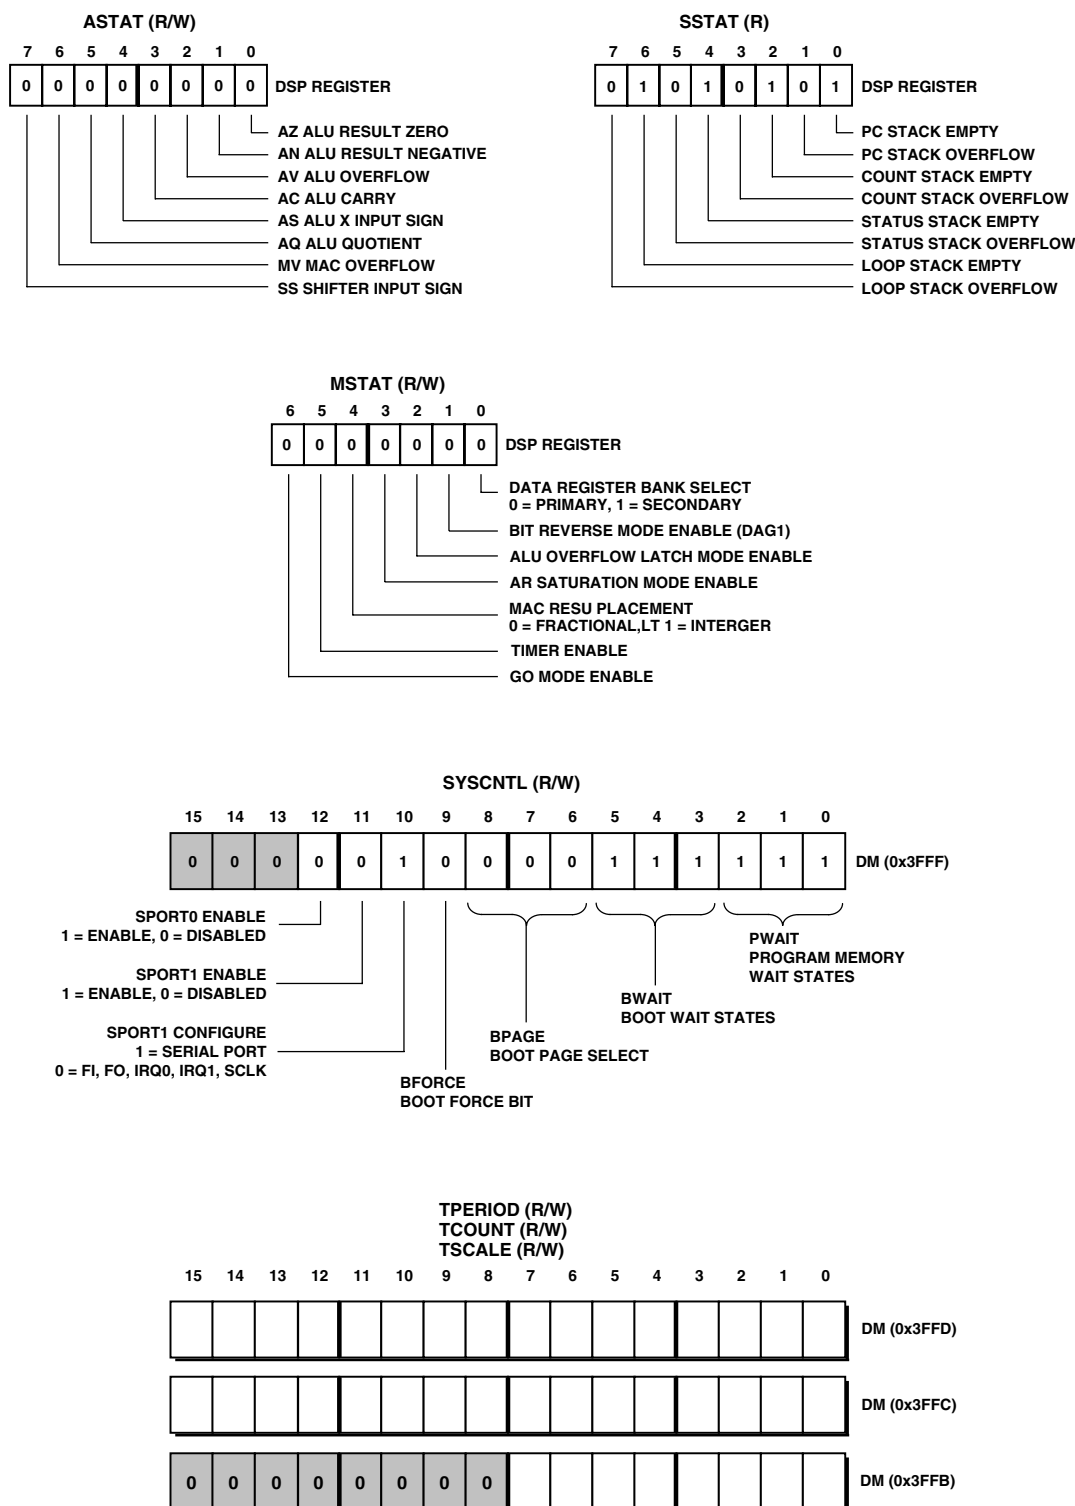 ASTAT (R/W)
7 6 5 4 3 2 1 0
0 0 0 0 0 0 0 0 DSP REGISTER
AZ ALU RESULT ZERO
AN ALU RESULT NEGATIVE
AV ALU OVERFLOW
AC ALU CARRY
AS ALU X INPUT SIGN
AQ ALU QUOTIENT
MV MAC OVERFLOW
SS SHIFTER INPUT SIGN
SSTAT (R)
7 6 5 4 3 2 1 0
0 1 0 1 0 1 0 1 DSP REGISTER
PC STACK EMPTY
PC STACK OVERFLOW
COUNT STACK EMPTY
COUNT STACK OVERFLOW
STATUS STACK EMPTY
STATUS STACK OVERFLOW
LOOP STACK EMPTY
LOOP STACK OVERFLOW
MSTAT (R/W)
6 5 4 3 2 1 0
0 0 0 0 0 0 0 DSP REGISTER
DATA REGISTER BANK SELECT
0 = PRIMARY, 1 = SECONDARY
BIT REVERSE MODE ENABLE (DAG1)
ALU OVERFLOW LATCH MODE ENABLE
AR SATURATION MODE ENABLE
MAC RESU PLACEMENT
0 = FRACTIONAL,LT 1 = INTERGER
TIMER ENABLE
GO MODE ENABLE
SYSCNTL (R/W)
15 14 13 12 11 10 9 8 7 6 5 4 3 2 1 0
0 0 0 0 0 1 0 0 0 0 1 1 1 1 1 1 DM (0x3FFF)
SPORT0 ENABLE
1 = ENABLE, 0 = DISABLED
SPORT1 ENABLE
1 = ENABLE, 0 = DISABLED
SPORT1 CONFIGURE
1 = SERIAL PORT
0 = FI, FO, IRQ0, IRQ1, SCLK
BFORCE
BOOT FORCE BIT
BPAGE
BOOT PAGE SELECT
BWAIT
BOOT WAIT STATES
PWAIT
PROGRAM MEMORY
WAIT STATES
TPERIOD (R/W)
TCOUNT (R/W)
TSCALE (R/W)
15 14 13 12 11 10 9 8 7 6 5 4 3 2 1 0
DM (0x3FFD)
DM (0x3FFC)
0 0 0 0 0 0 0 0 DM (0x3FFB)